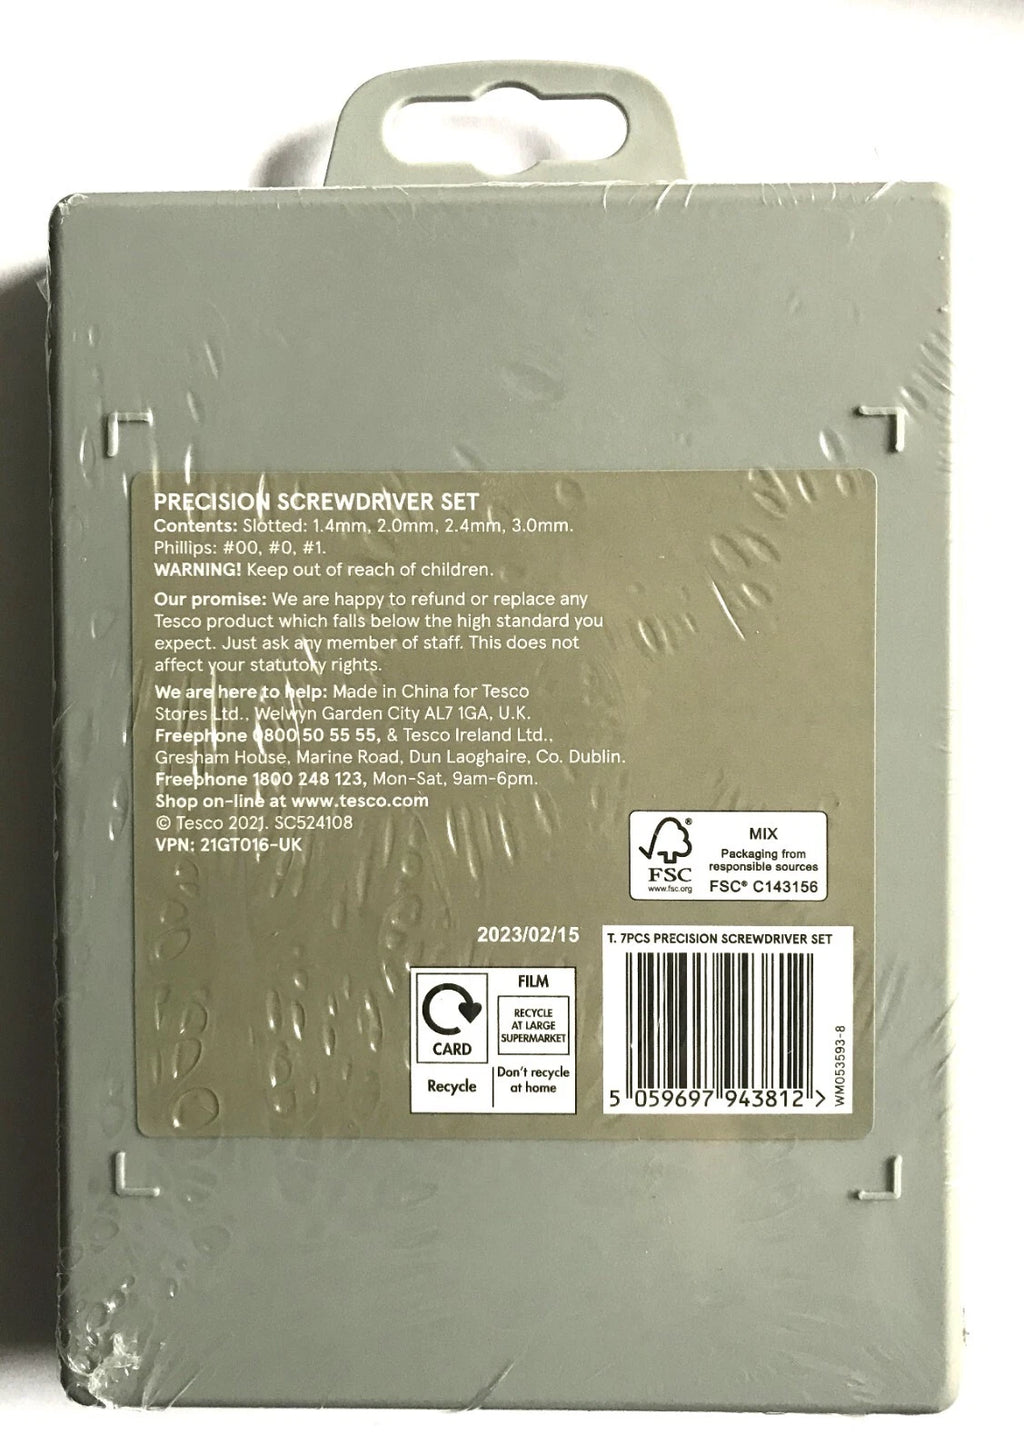 PRECISION SCREWDRIVER SET
Contents: Slotted: 1.4mm, 2.0mm, 2.4mm, 3.0mm.
Phillips: #00, #0, #1.
WARNING! Keep out of reach of children.
Our promise: We are happy to refund or replace any
Tesco product which falls below the high standard you
expect. Just ask any member of staff. This does not
affect your statutory rights.
We are here to help: Made in China for Tesco
Stores Ltd., Welwyn Garden City AL7 1GA, U.K.
Freephone 0800 50 55 55, & Tesco Ireland Ltd.,
Gresham House, Marine Road, Dun Laoghaire, Co. Dublin.
Freephone 1800 248 123, Mon-Sat, 9am-6pm.
Shop on-line at www.tesco.com
© Tesco 2021. SC524108
VPN: 21GT016-UK
FSC®
www.fsc.org
MIX
Packaging from
responsible sources
FSC® C143156
2023/02/15
CARD
Recycle
FILM
RECYCLE
AT LARGE
SUPERMARKET
Don't recycle
at home
T. 7PCS PRECISION SCREWDRIVER SET
5 059697 943812 >
WM053593-8